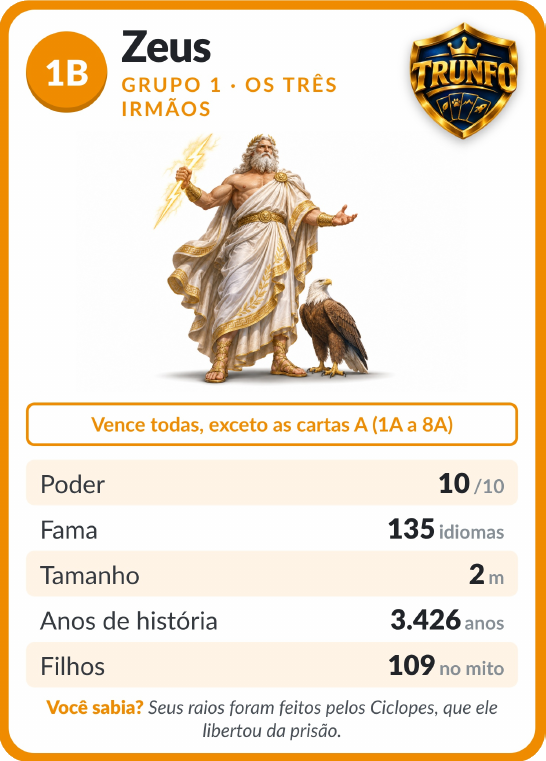 1B
Zeus
GRUPO 1 · OS TRÊS
IRMÃOS
TRUNFO
Vence todas, exceto as cartas A (1A a 8A)
Poder 10 /10
Fama 135 idiomas
Tamanho 2 m
Anos de história 3.426 anos
Filhos 109 no mito
Você sabia? Seus raios foram feitos pelos Ciclopes, que ele
libertou da prisão.